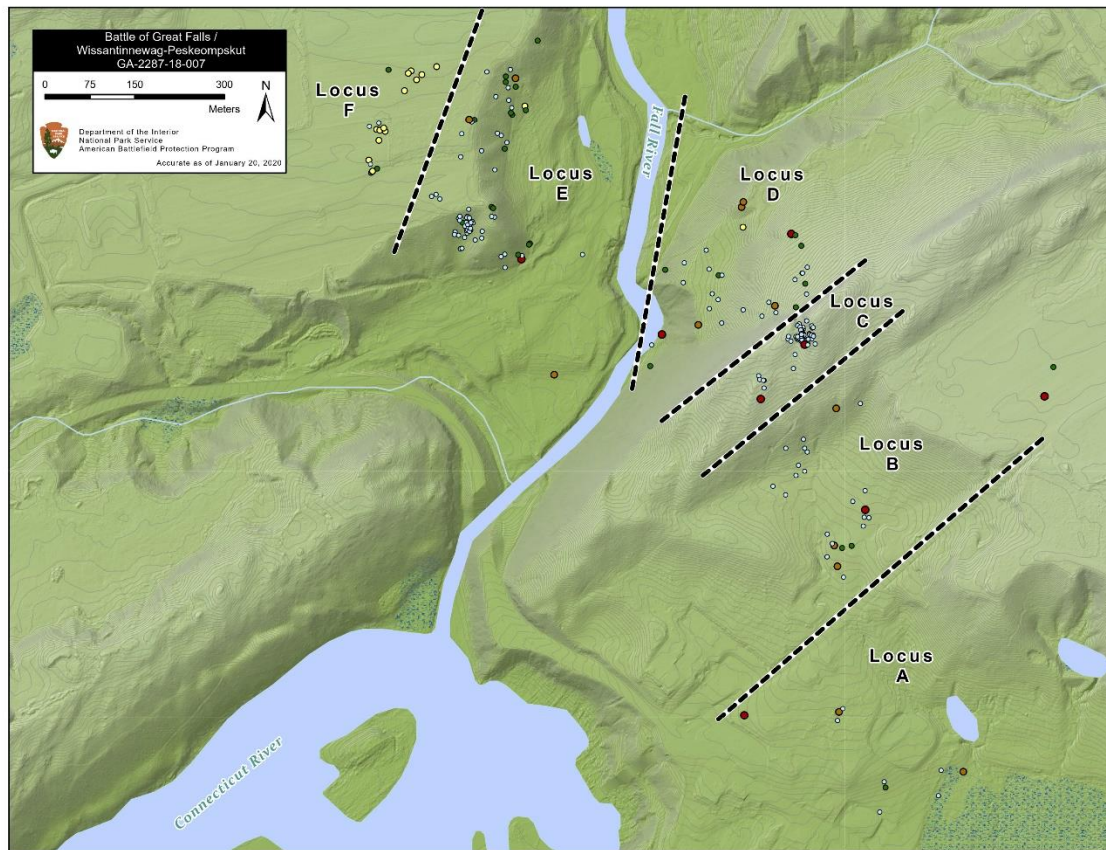 Battle of Great Falls /
Wissantinnewag-Peskeompskut
GA-2287-18-007
0 75 150 300
Meters
N
Department of the Interior
National Park Service
American Battlefield Protection Program
Accurate as of January 20, 2020
Locus
F
Locus
E
Fall River
Locus
D
Locus
C
Locus
B
Locus
A
Connecticut River